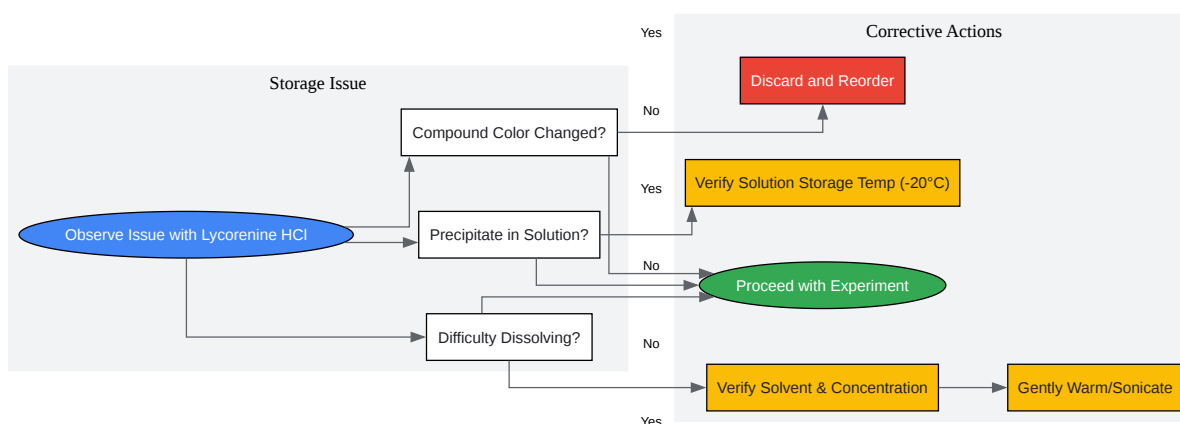 Storage Issue
Observe Issue with Lycorenine HCl
Compound Color Changed?
Precipitate in Solution?
Difficulty Dissolving?
Yes
No
Yes
No
No
Yes
Corrective Actions
Discard and Reorder
Verify Solution Storage Temp (-20°C)
Proceed with Experiment
Verify Solvent & Concentration
Gently Warm/Sonicate